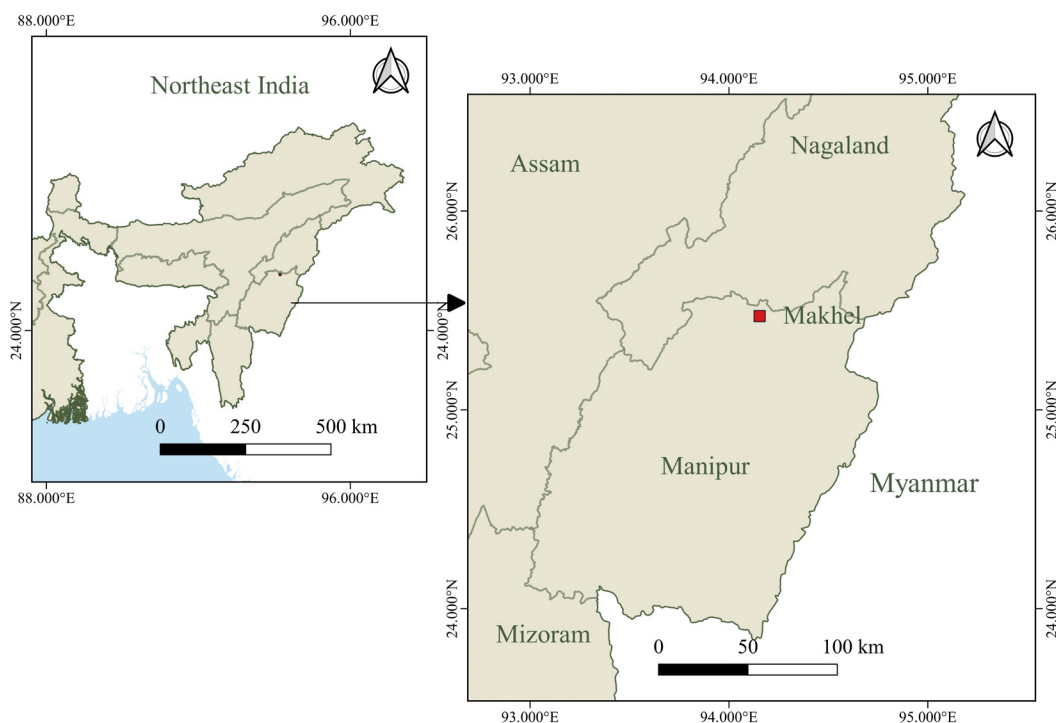 88.000°E 96.000°E
Northeast India
24.000°N
24.000°N
0 250 500 km
88.000°E 96.000°E
93.000°E 94.000°E 95.000°E
Nagaland
Assam
26.000°N
26.000°N
Makhel
25.000°N
25.000°N
Manipur
Myanmar
24.000°N
24.000°N
Mizoram
0 50 100 km
93.000°E 94.000°E 95.000°E